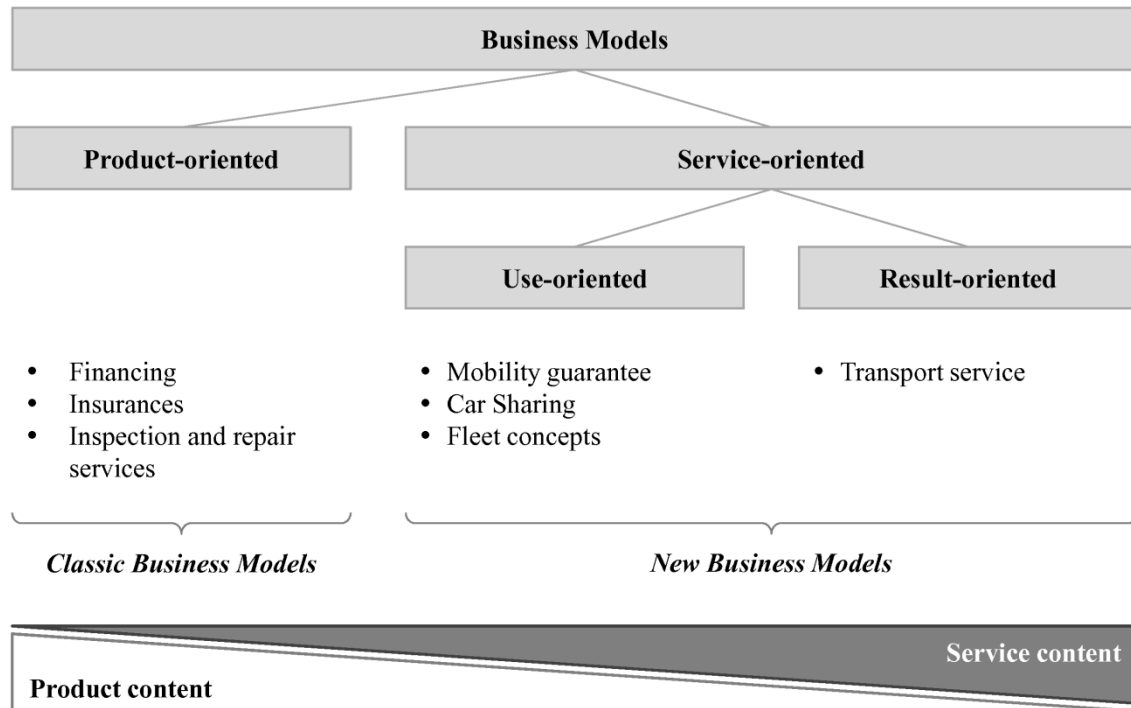 Business Models
Product-oriented
Service-oriented
Use-oriented
Result-oriented
• Financing
• Insurances
• Inspection and repair
services
• Mobility guarantee
• Car Sharing
• Fleet concepts
• Transport service
Classic Business Models
New Business Models
Service content
Product content